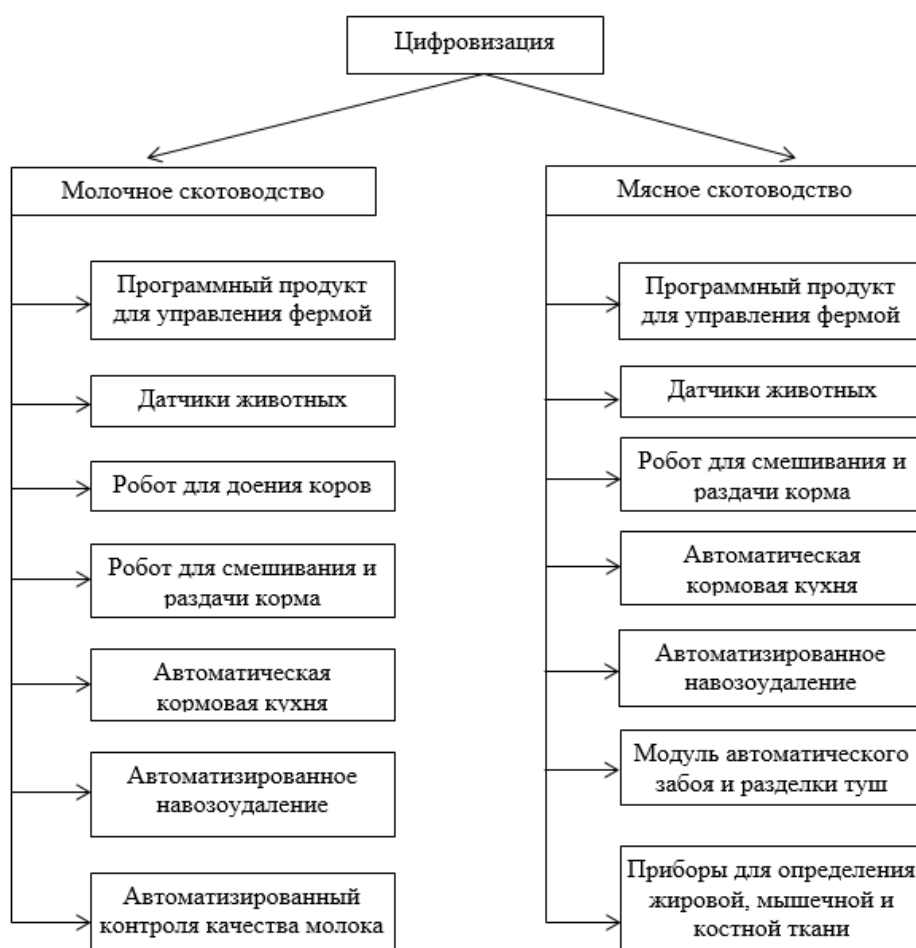 Цифровизация
Молочное скотоводство
Программный продукт
для управления фермой
Датчики животных
Робот для доения коров
Робот для смешивания и
раздачи корма
Автоматическая
кормовая кухня
Автоматизированное
навозоудаление
Автоматизированный
контроля качества молока
Мясное скотоводство
Программный продукт
для управления фермой
Датчики животных
Робот для смешивания и
раздачи корма
Автоматическая
кормовая кухня
Автоматизированное
навозоудаление
Модуль автоматического
забоя и разделки туш
Приборы для определения
жировой, мышечной и
костной ткани